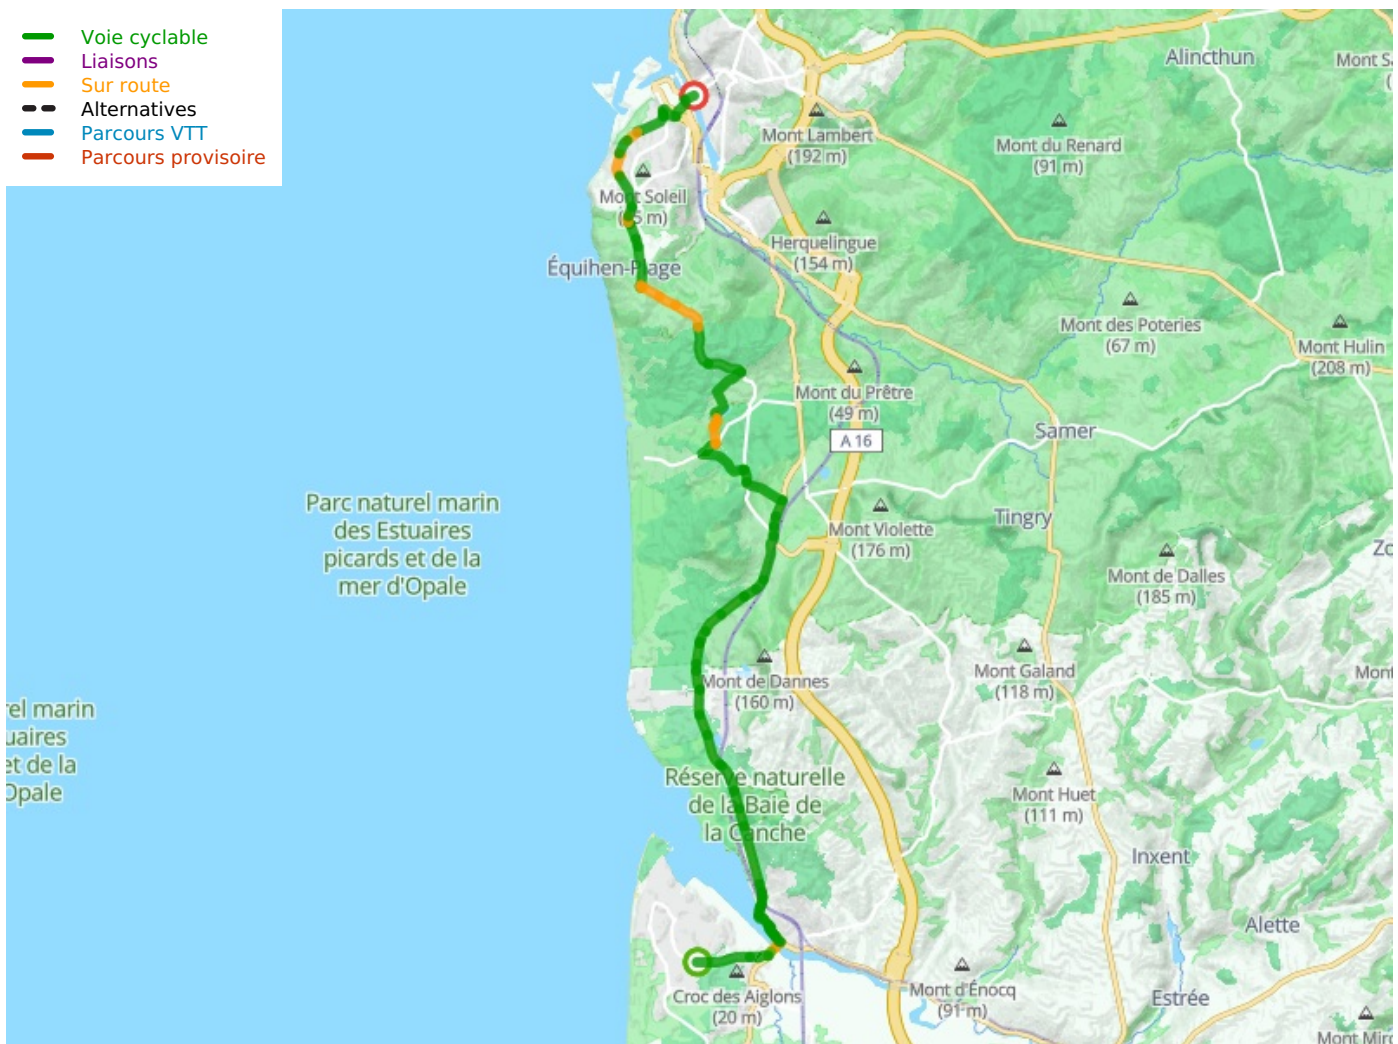 Voie cyclable
Liaisons
Sur route
Alternatives
Parcours VTT
Parcours provisoire
Alincthun
Mont Lambert
(192 m)
Mont du Renard
(91 m)
Mont Soleil
Herquelingue
(154 m)
Équihen-Plage
Mont des Poteries
(67 m)
Mont Hulin
(208 m)
Mont du Prêtre
(49 m)
A 16
Samer
Parc naturel marin
des Estuaires
picards et de la
mer d'Opale
Mont Violette
(176 m)
Tingry
Mont de Dalles
(185 m)
Mont de Dannes
(160 m)
Mont Galand
(118 m)
Mont
rel marin
uaires
et de la
Opale
Réserve naturelle
de la Baie de
la Canche
Mont Huet
(111 m)
Inxent
Alette
Croc des Aiglons
(20 m)
Mont d'Énocq
(91 m)
Estrée